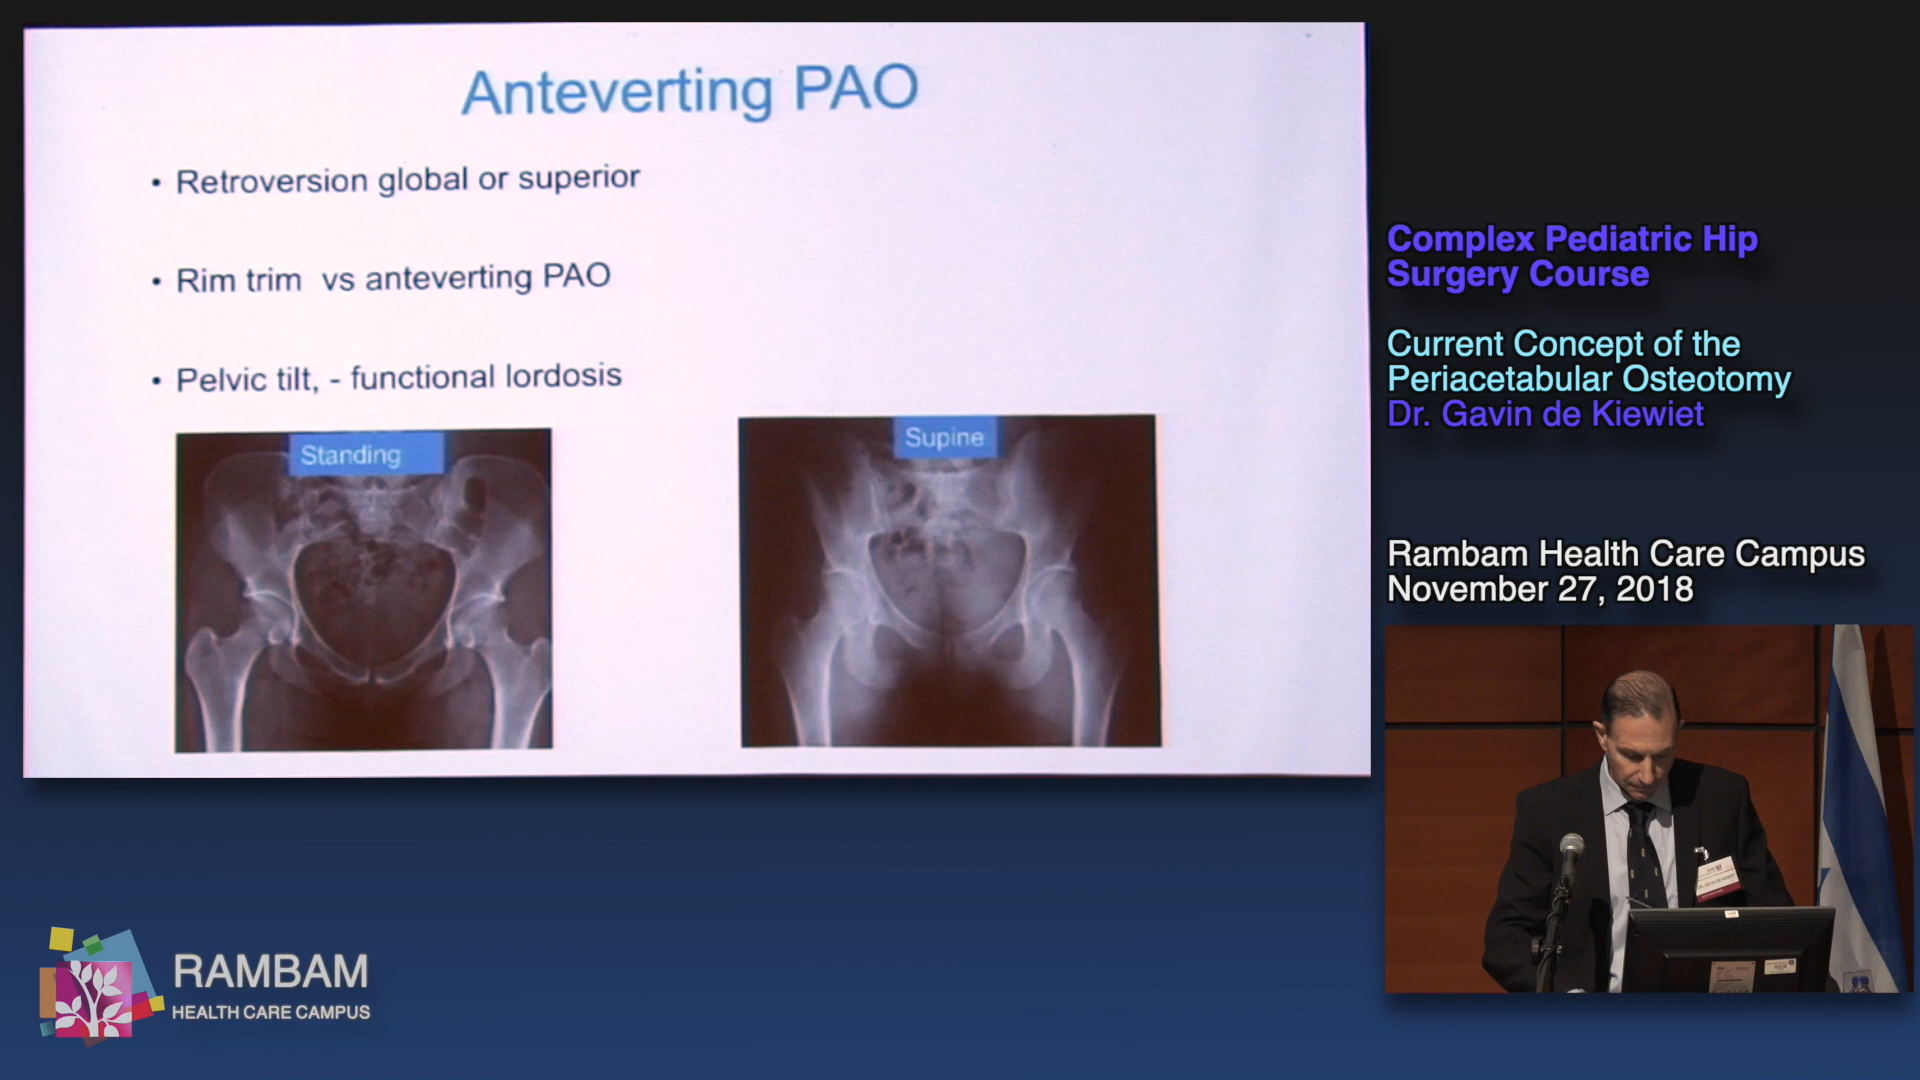 Anteverting PAO
• Retroversion global or superior
• Rim trim vs anteverting PAO
• Pelvic tilt, - functional lordosis
Standing
Supine
Complex Pediatric Hip
Surgery Course
Current Concept of the
Periacetabular Osteotomy
Dr. Gavin de Kiewiet
Rambam Health Care Campus
November 27, 2018
RAMBAM
HEALTH CARE CAMPUS